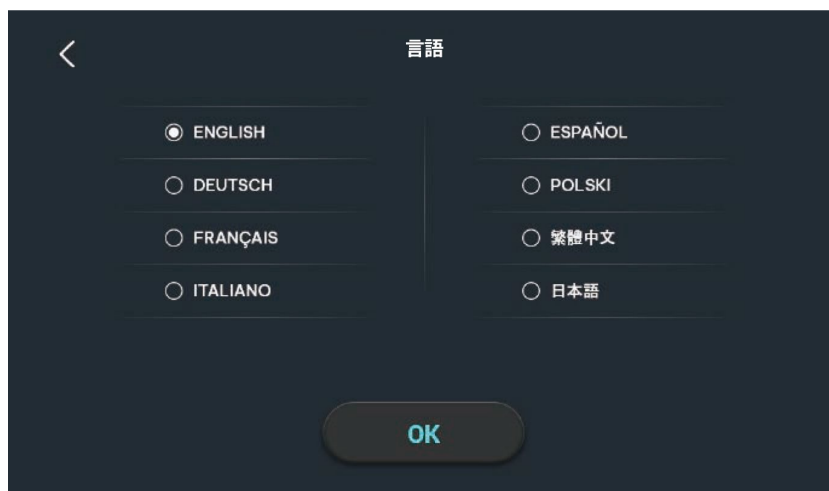 言語
ENGLISH
DEUTSCH
FRANÇAIS
ITALIANO
ESPAÑOL
POLSKI
繁體中文
日本語
OK